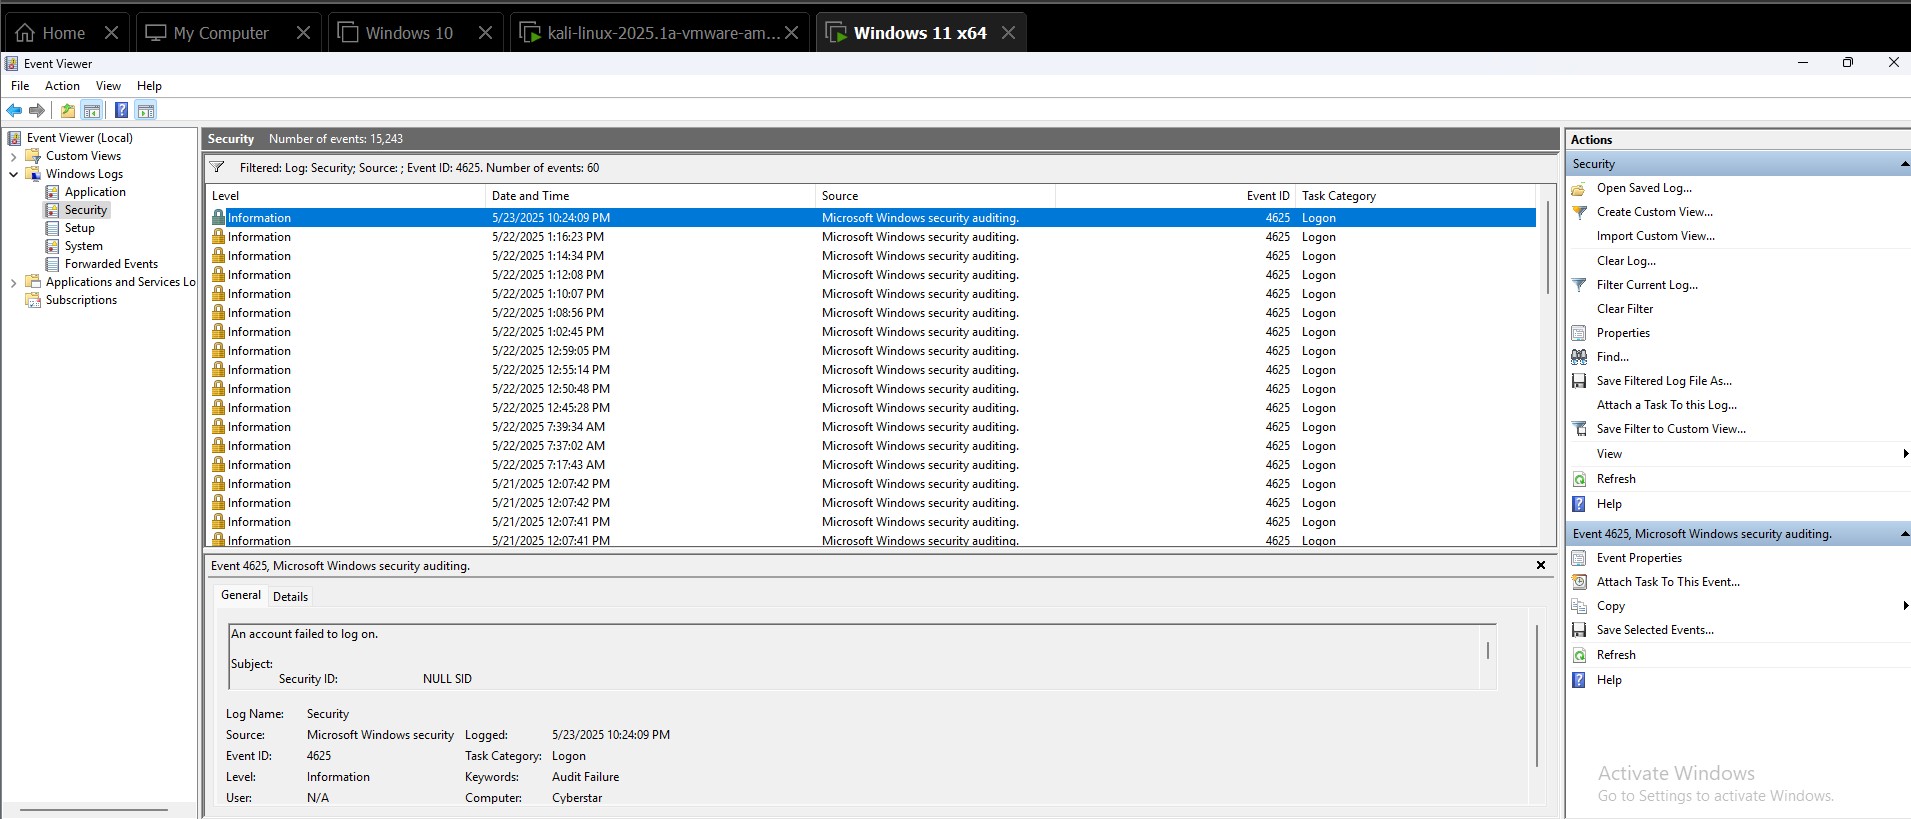 Home
My Computer
Windows 10
kali-linux-2025.1a-vmware-am...
Windows 11 x64
Event Viewer
File Action View Help
Event Viewer (Local)
Custom Views
Windows Logs
Application
Security
Setup
System
Forwarded Events
Applications and Services Lo
Subscriptions
Security Number of events: 15,243
Filtered: Log: Security; Source: ; Event ID: 4625. Number of events: 60
Level Date and Time Source Event ID Task Category
Information 5/23/2025 10:24:09 PM Microsoft Windows security auditing. 4625 Logon
Information 5/22/2025 1:16:23 PM Microsoft Windows security auditing. 4625 Logon
Information 5/22/2025 1:14:34 PM Microsoft Windows security auditing. 4625 Logon
Information 5/22/2025 1:12:08 PM Microsoft Windows security auditing. 4625 Logon
Information 5/22/2025 1:10:07 PM Microsoft Windows security auditing. 4625 Logon
Information 5/22/2025 1:08:56 PM Microsoft Windows security auditing. 4625 Logon
Information 5/22/2025 1:02:45 PM Microsoft Windows security auditing. 4625 Logon
Information 5/22/2025 12:59:05 PM Microsoft Windows security auditing. 4625 Logon
Information 5/22/2025 12:55:14 PM Microsoft Windows security auditing. 4625 Logon
Information 5/22/2025 12:50:48 PM Microsoft Windows security auditing. 4625 Logon
Information 5/22/2025 12:45:28 PM Microsoft Windows security auditing. 4625 Logon
Information 5/22/2025 7:39:34 AM Microsoft Windows security auditing. 4625 Logon
Information 5/22/2025 7:37:02 AM Microsoft Windows security auditing. 4625 Logon
Information 5/22/2025 7:17:43 AM Microsoft Windows security auditing. 4625 Logon
Information 5/21/2025 12:07:42 PM Microsoft Windows security auditing. 4625 Logon
Information 5/21/2025 12:07:42 PM Microsoft Windows security auditing. 4625 Logon
Information 5/21/2025 12:07:41 PM Microsoft Windows security auditing. 4625 Logon
Information 5/21/2025 12:07:41 PM Microsoft Windows security auditing. 4625 Logon
Event 4625, Microsoft Windows security auditing.
General Details
An account failed to log on.
Subject:
Security ID: NULL SID
Log Name: Security
Source: Microsoft Windows security Logged: 5/23/2025 10:24:09 PM
Event ID: 4625 Task Category: Logon
Level: Information Keywords: Audit Failure
User: N/A Computer: Cyberstar
Actions
Security
Open Saved Log...
Create Custom View...
Import Custom View...
Clear Log...
Filter Current Log...
Clear Filter
Properties
Find...
Save Filtered Log File As...
Attach a Task To this Log...
Save Filter to Custom View...
View
Refresh
Help
Event 4625, Microsoft Windows security auditing.
Event Properties
Attach Task To This Event...
Copy
Save Selected Events...
Refresh
Help
Activate Windows
Go to Settings to activate Windows.